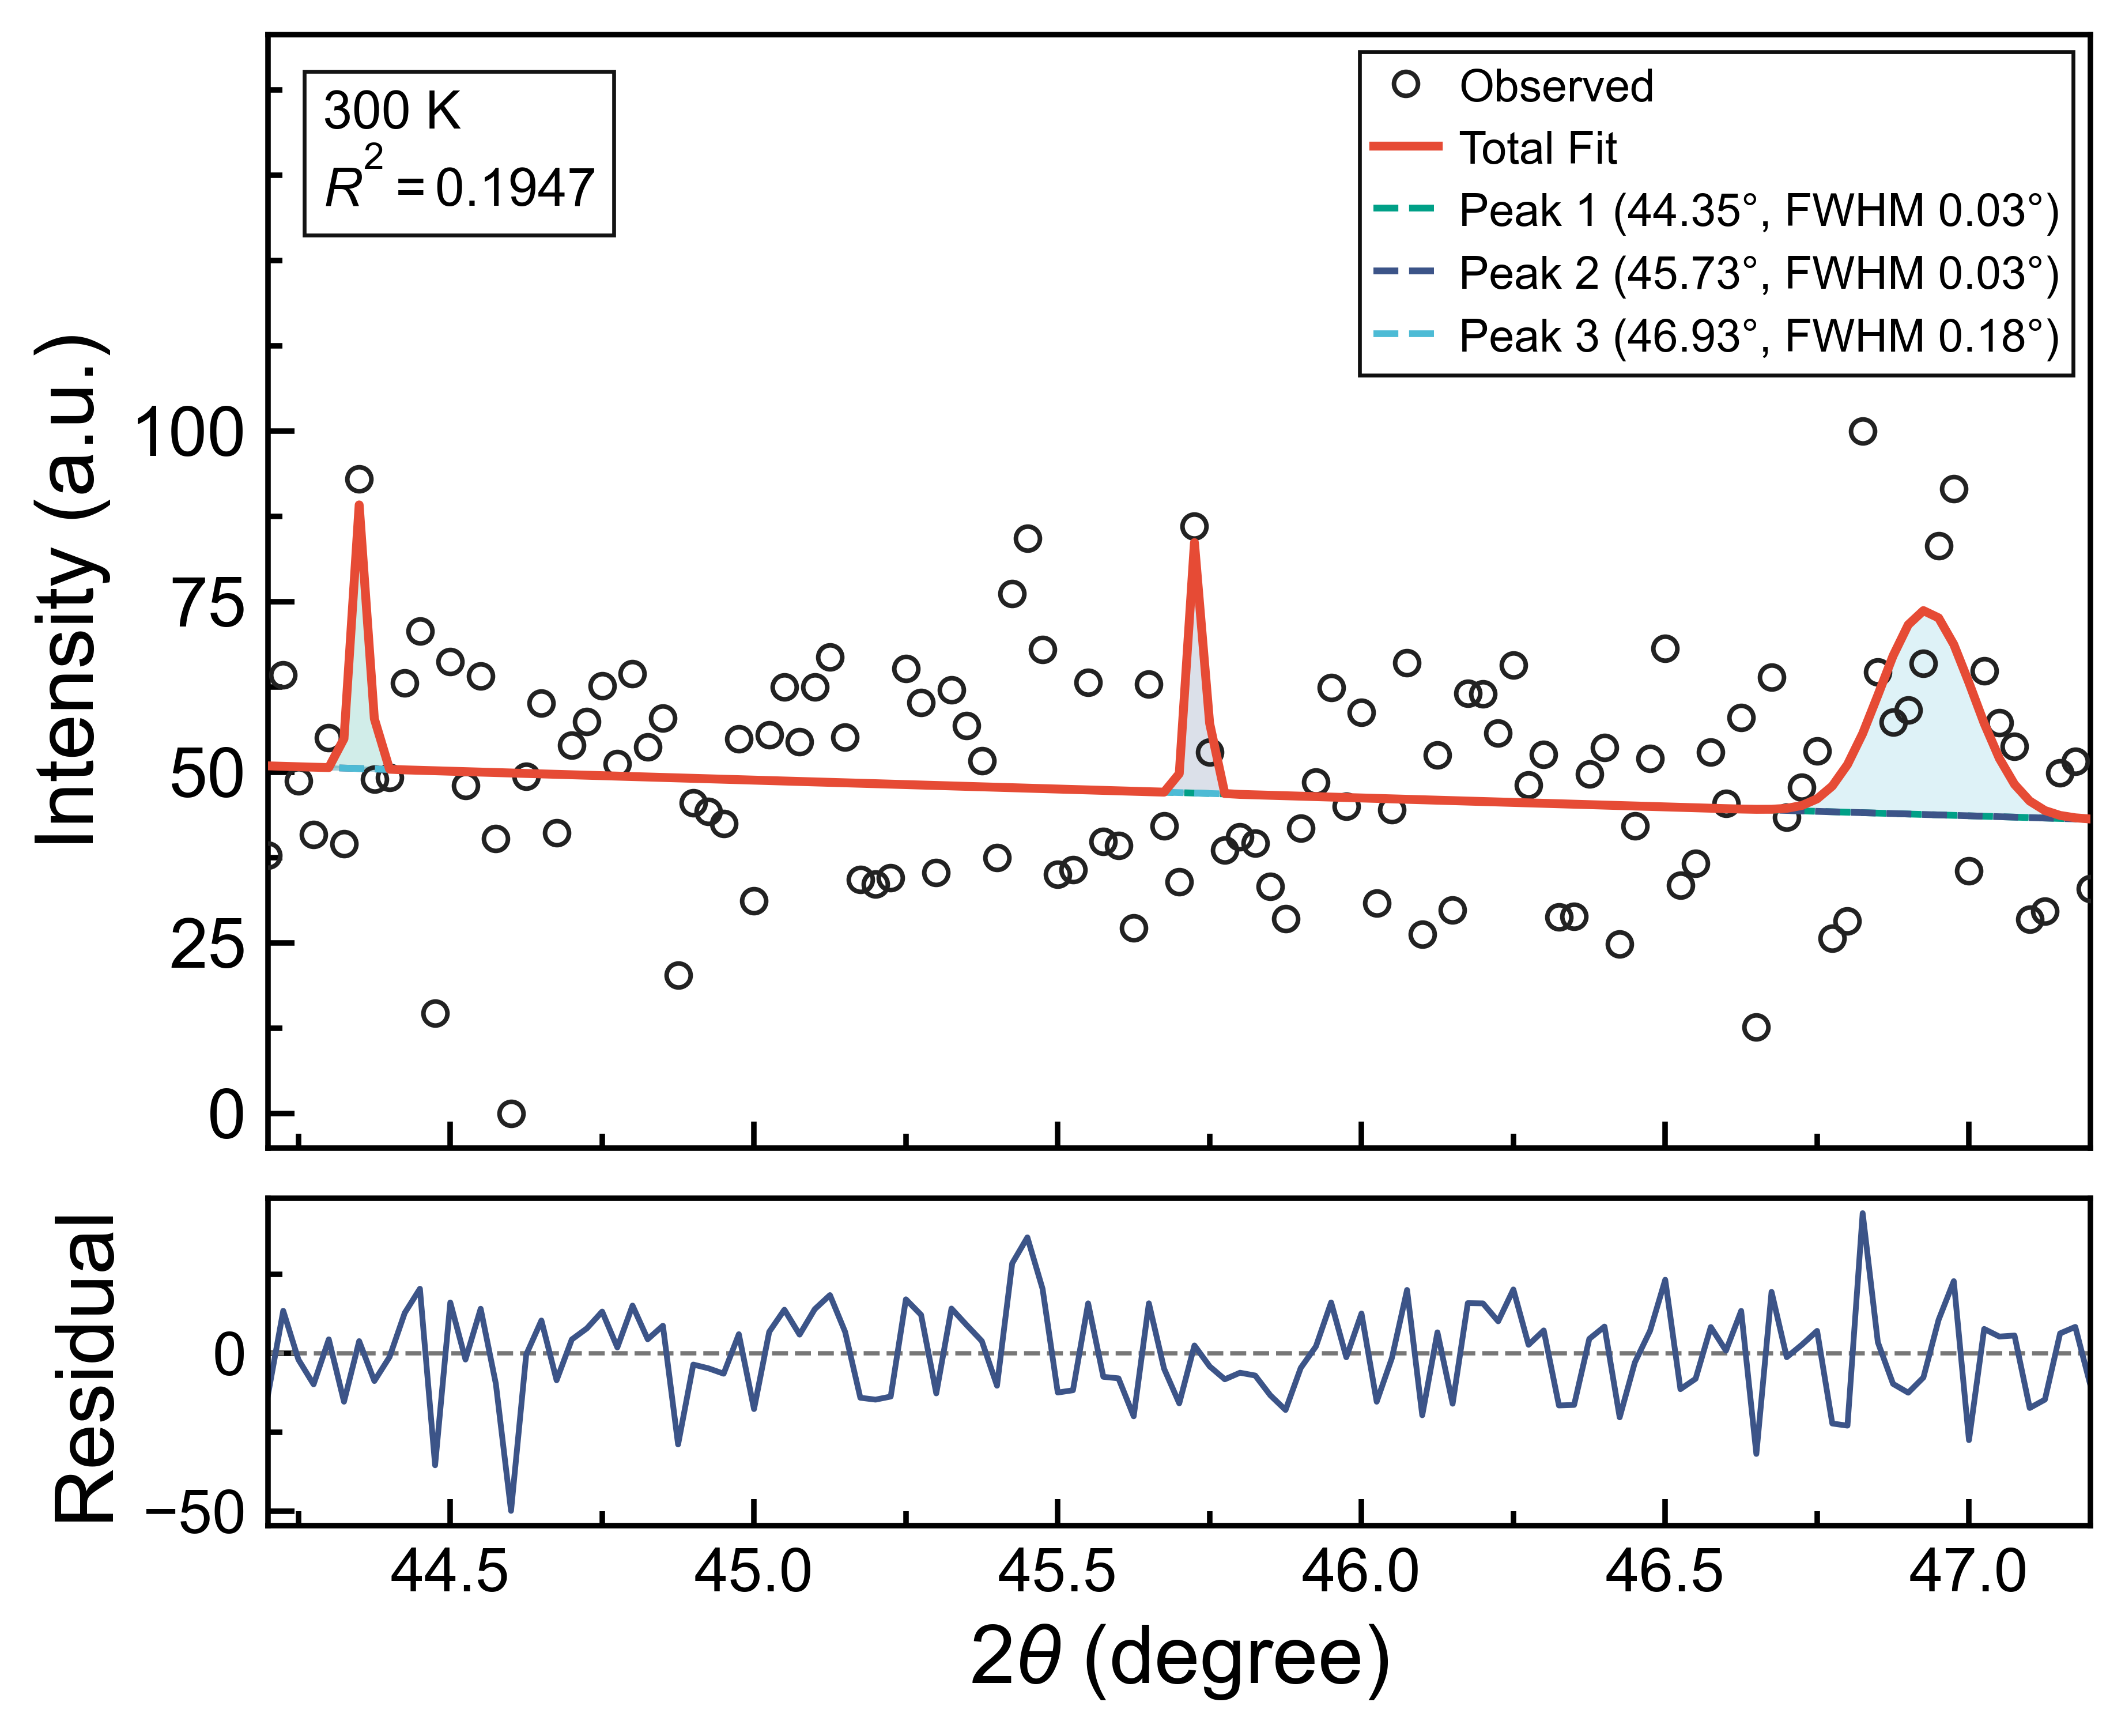 300 K
R² = 0.1947
Observed
Total Fit
Peak 1 (44.35°, FWHM 0.03°)
Peak 2 (45.73°, FWHM 0.03°)
Peak 3 (46.93°, FWHM 0.18°)
Intensity (a.u.)
100
75
50
25
0
Residual
0
−50
44.5 45.0 45.5 46.0 46.5 47.0
2θ (degree)